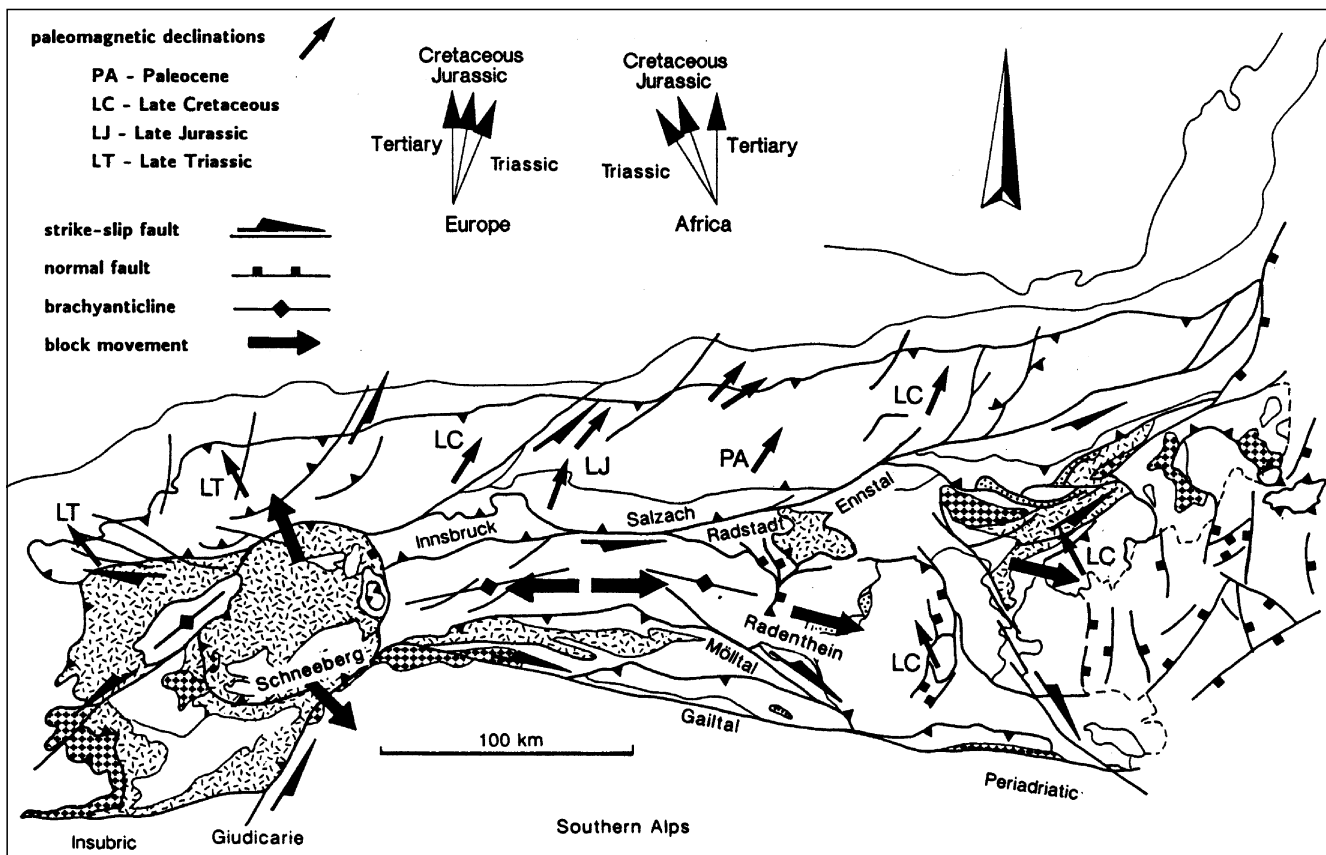 paleomagnetic declinations
PA - Paleocene
LC - Late Cretaceous
LJ - Late Jurassic
LT - Late Triassic
strike-slip fault
normal fault
brachyanticline
block movement
Cretaceous
Jurassic
Tertiary
Triassic
Europe
Cretaceous
Jurassic
Triassic
Tertiary
Africa
LC
LC
LJ
PA
LT
LT
Innsbruck
Salzach
Radstadt
Ennstal
LC
Radenthein
LC
Mölltal
Schneeberg
Gailtal
100 km
Periadriatic
Insubric
Giudicarie
Southern Alps